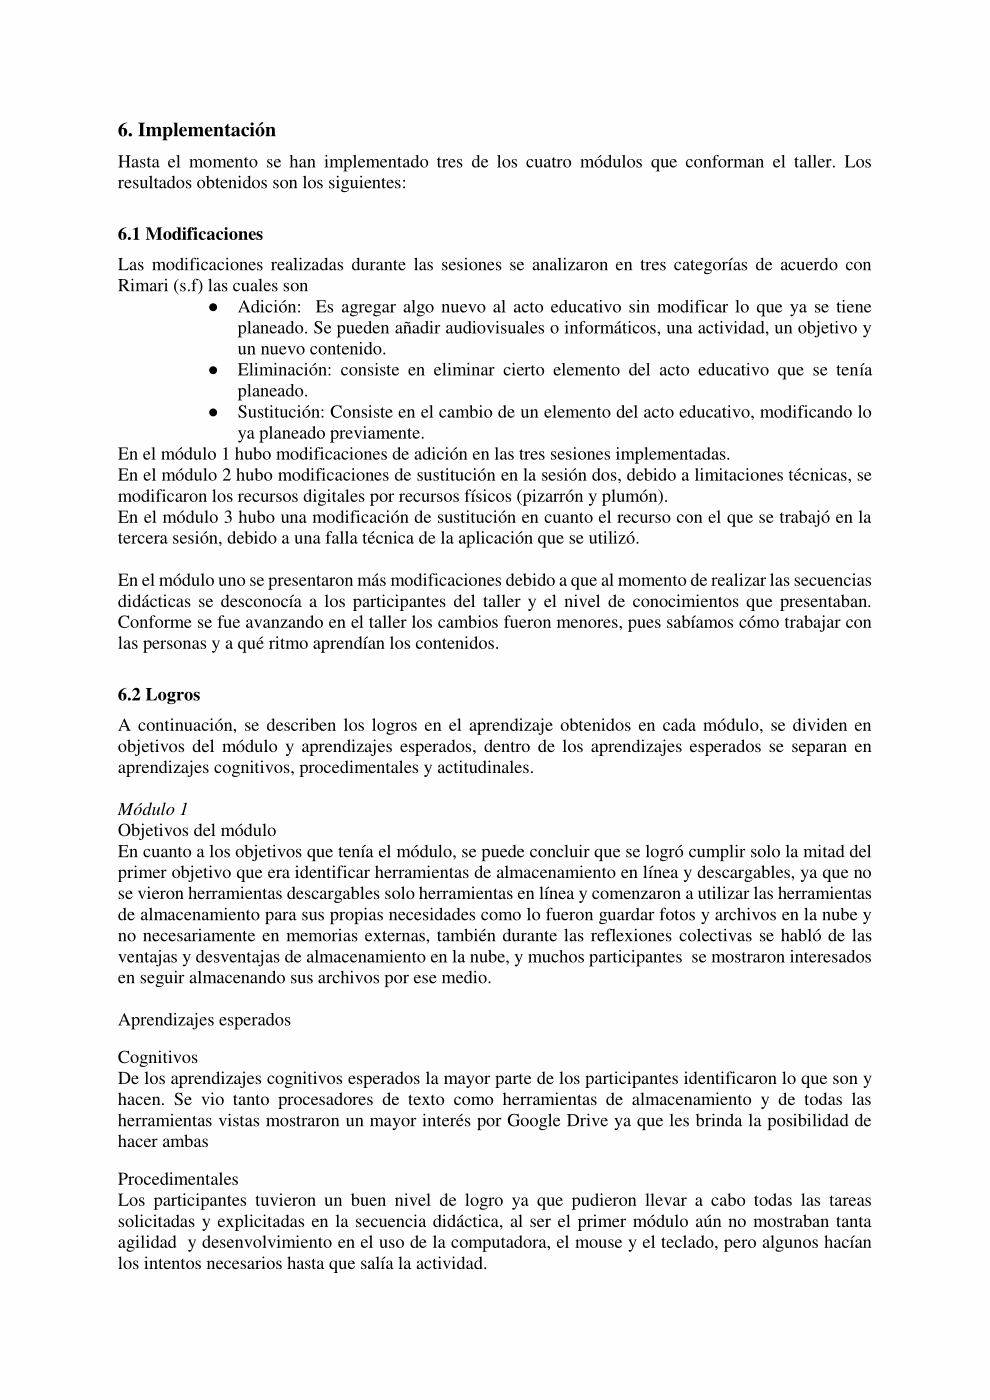 6. Implementación
Hasta el momento se han implementado tres de los cuatro módulos que conforman el taller. Los
resultados obtenidos son los siguientes:
6.1 Modificaciones
Las modificaciones realizadas durante las sesiones se analizaron en tres categorías de acuerdo con
Rimari (s.f) las cuales son
● Adición:  Es agregar algo nuevo al acto educativo sin modificar lo que ya se tiene
planeado. Se pueden añadir audiovisuales o informáticos, una actividad, un objetivo y
un nuevo contenido.
● Eliminación: consiste en eliminar cierto elemento del acto educativo que se tenía
planeado.
● Sustitución: Consiste en el cambio de un elemento del acto educativo, modificando lo
ya planeado previamente.
En el módulo 1 hubo modificaciones de adición en las tres sesiones implementadas.
En el módulo 2 hubo modificaciones de sustitución en la sesión dos, debido a limitaciones técnicas, se
modificaron los recursos digitales por recursos físicos (pizarrón y plumón).
En el módulo 3 hubo una modificación de sustitución en cuanto el recurso con el que se trabajó en la
tercera sesión, debido a una falla técnica de la aplicación que se utilizó.
En el módulo uno se presentaron más modificaciones debido a que al momento de realizar las secuencias
didácticas se desconocía a los participantes del taller y el nivel de conocimientos que presentaban.
Conforme se fue avanzando en el taller los cambios fueron menores, pues sabíamos cómo trabajar con
las personas y a qué ritmo aprendían los contenidos.
6.2 Logros
A continuación, se describen los logros en el aprendizaje obtenidos en cada módulo, se dividen en
objetivos del módulo y aprendizajes esperados, dentro de los aprendizajes esperados se separan en
aprendizajes cognitivos, procedimentales y actitudinales.
Módulo 1
Objetivos del módulo
En cuanto a los objetivos que tenía el módulo, se puede concluir que se logró cumplir solo la mitad del
primer objetivo que era identificar herramientas de almacenamiento en línea y descargables, ya que no
se vieron herramientas descargables solo herramientas en línea y comenzaron a utilizar las herramientas
de almacenamiento para sus propias necesidades como lo fueron guardar fotos y archivos en la nube y
no necesariamente en memorias externas, también durante las reflexiones colectivas se habló de las
ventajas y desventajas de almacenamiento en la nube, y muchos participantes  se mostraron interesados
en seguir almacenando sus archivos por ese medio.
Aprendizajes esperados
Cognitivos
De los aprendizajes cognitivos esperados la mayor parte de los participantes identificaron lo que son y
hacen. Se vio tanto procesadores de texto como herramientas de almacenamiento y de todas las
herramientas vistas mostraron un mayor interés por Google Drive ya que les brinda la posibilidad de
hacer ambas
Procedimentales
Los participantes tuvieron un buen nivel de logro ya que pudieron llevar a cabo todas las tareas
solicitadas y explicitadas en la secuencia didáctica, al ser el primer módulo aún no mostraban tanta
agilidad  y desenvolvimiento en el uso de la computadora, el mouse y el teclado, pero algunos hacían
los intentos necesarios hasta que salía la actividad.